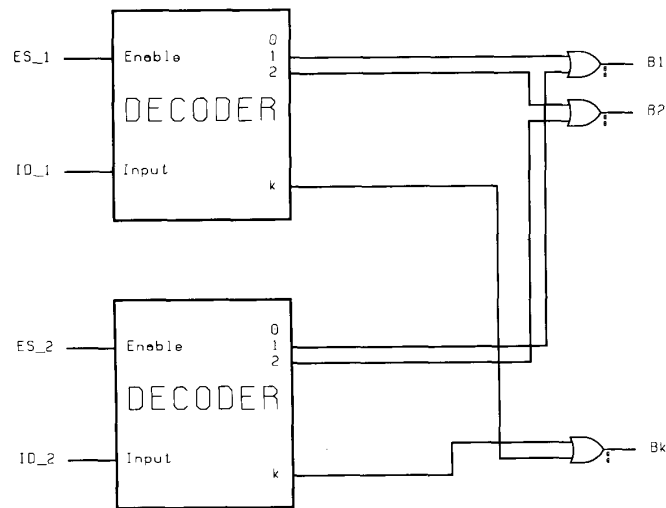 0
ES_1 Enable 1 B1
2
DECODER B2
ID_1 Input
k
0
ES_2 Enable 1
2
DECODER
Bk
ID_2 Input
k